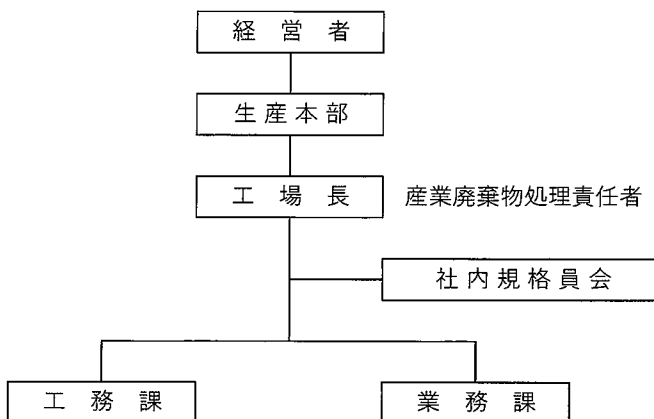 経営者
生産本部
工場長 産業廃棄物処理責任者
社内規格員会
工務課 業務課